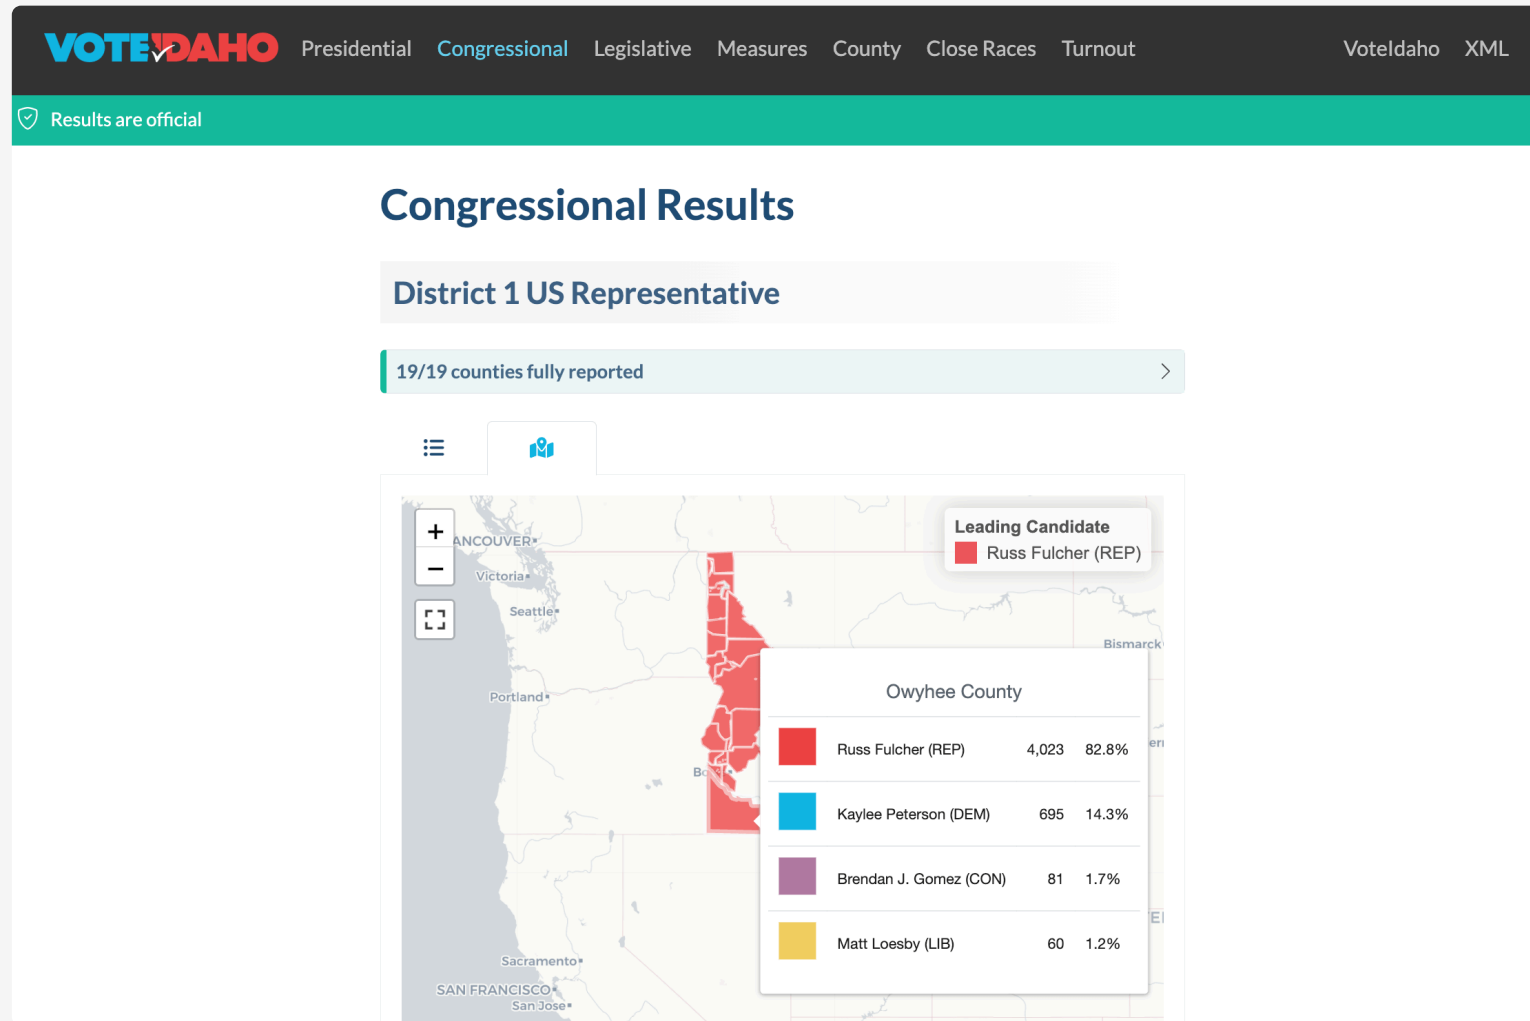 VOTEIDAHO Presidential Congressional Legislative Measures County Close Races Turnout VoteIdaho XML
Results are official
Congressional Results
District 1 US Representative
19/19 counties fully reported
+
−
Leading Candidate
Russ Fulcher (REP)
ANCOUVER
Victoria
Seattle
Bismarck
Portland
Owyhee County
Russ Fulcher (REP) 4,023 82.8%
Kaylee Peterson (DEM) 695 14.3%
Brendan J. Gomez (CON) 81 1.7%
Matt Loesby (LIB) 60 1.2%
Sacramento
SAN FRANCISCO
San Jose